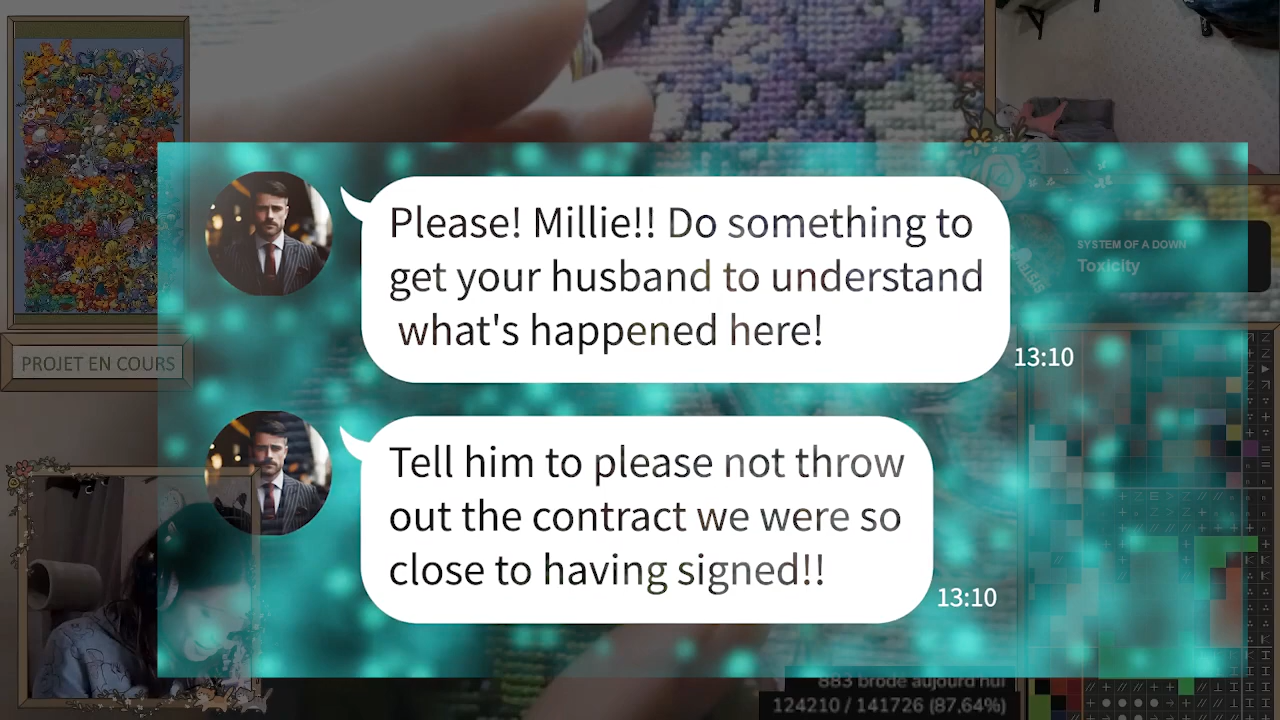 Please! Millie!! Do something to
get your husband to understand
what's happened here!
13:10
Tell him to please not throw
out the contract we were so
close to having signed!!
13:10
SYSTEM OF A DOWN
Toxicity
PROJET EN COURS
883 brodé aujourd'hui
124210 / 141726 (87,64%)